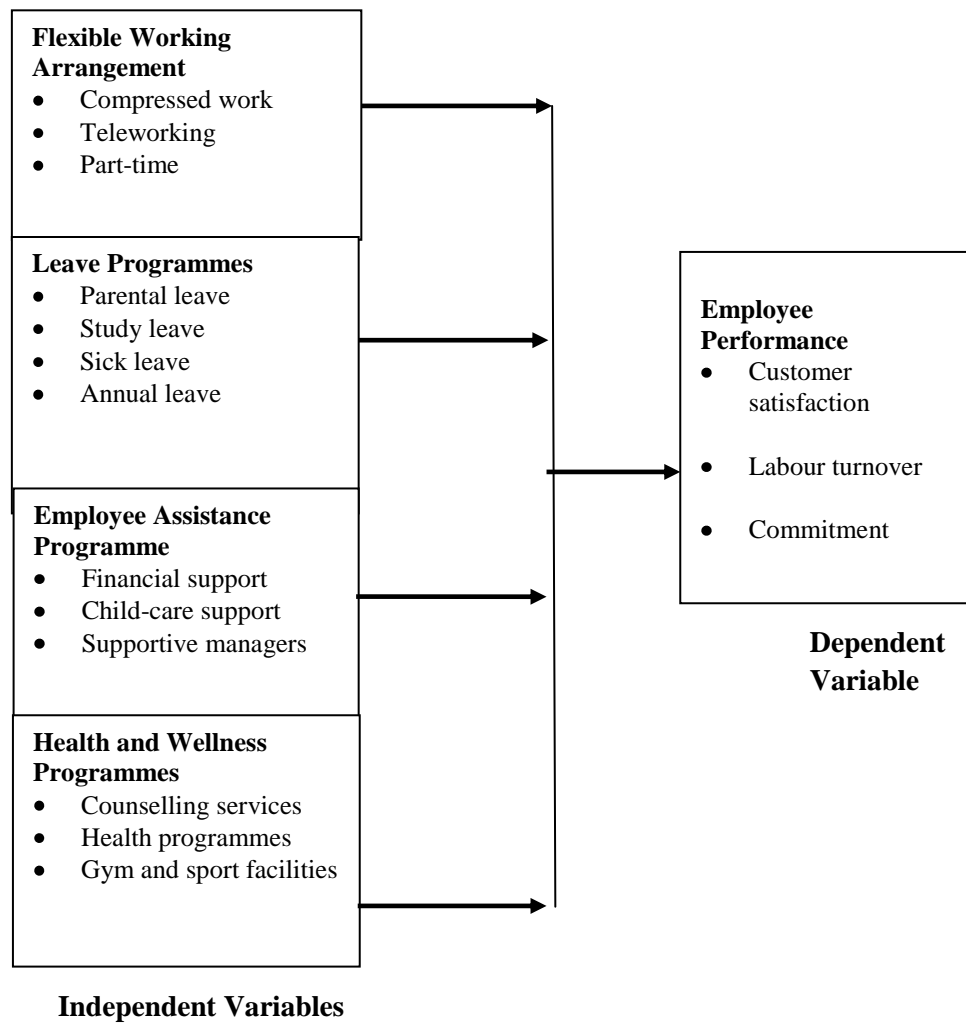 Flexible Working
Arrangement
• Compressed work
• Teleworking
• Part-time
Leave Programmes
• Parental leave
• Study leave
• Sick leave
• Annual leave
Employee Assistance
Programme
• Financial support
• Child-care support
• Supportive managers
Health and Wellness
Programmes
• Counselling services
• Health programmes
• Gym and sport facilities
Independent Variables
Employee
Performance
• Customer
satisfaction
• Labour turnover
• Commitment
Dependent
Variable